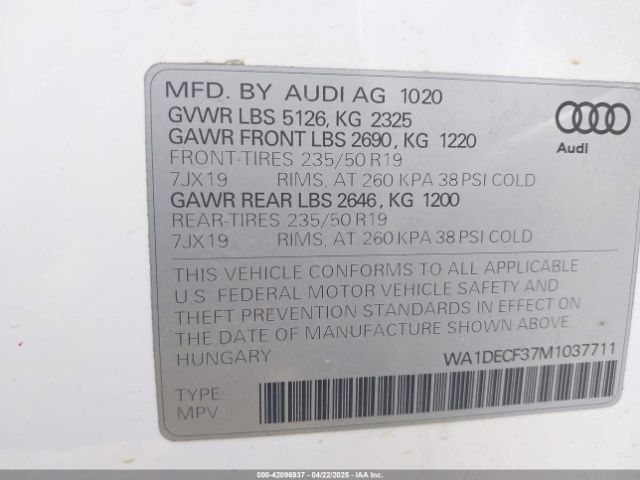 MFD. BY AUDI AG 1020
GVWR LBS 5126, KG 2325
GAWR FRONT LBS 2690, KG 1220
FRONT-TIRES 235/50 R19
7JX19 RIMS, AT 260 KPA 38 PSI COLD
GAWR REAR LBS 2646, KG 1200
REAR-TIRES 235/50 R19
7JX19 RIMS, AT 260 KPA 38 PSI COLD
Audi
THIS VEHICLE CONFORMS TO ALL APPLICABLE
U.S. FEDERAL MOTOR VEHICLE SAFETY AND
THEFT PREVENTION STANDARDS IN EFFECT ON
THE DATE OF MANUFACTURE SHOWN ABOVE.
HUNGARY WA1DECF37M1037711
TYPE:
MPV
000-42096937 - 04/22/2025 - IAAI.COM